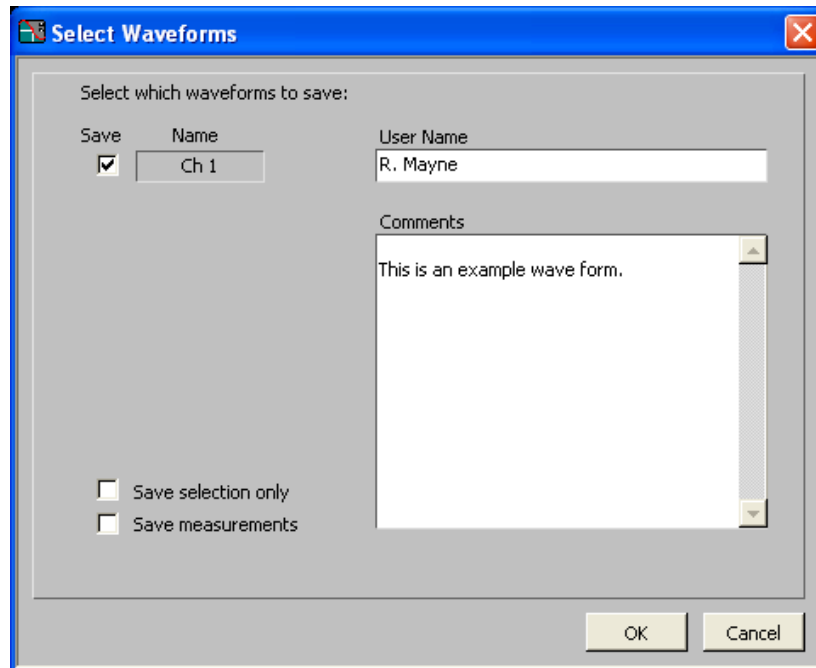 Select Waveforms
Select which waveforms to save:
Save Name
Ch 1
User Name
R. Mayne
Comments
This is an example wave form.
Save selection only
Save measurements
OK Cancel